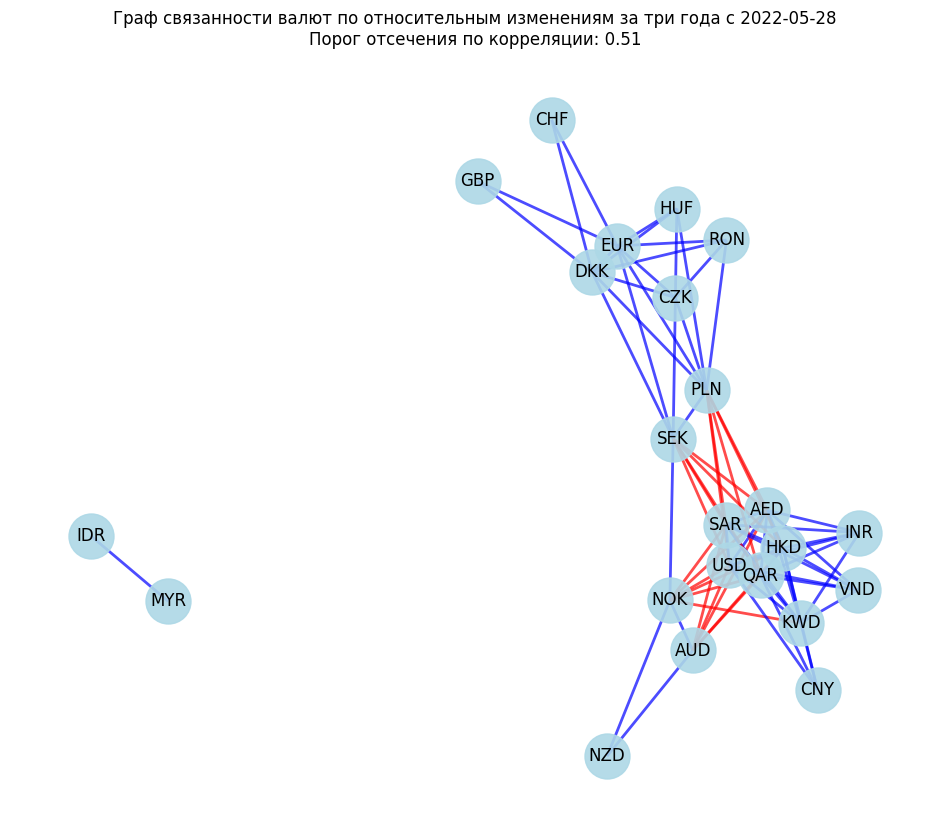 Граф связанности валют по относительным изменениям за три года с 2022-05-28
Порог отсечения по корреляции: 0.51
CHF
GBP
HUF
RON
EUR
DKK
CZK
PLN
SEK
AED
SAR
INR
IDR
HKD
USD
QAR
VND
MYR
NOK
KWD
AUD
CNY
NZD